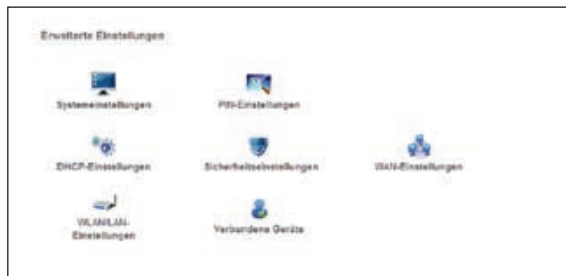 Erweiterte Einstellungen
Systemeinstellungen
PIN-Einstellungen
DHCP-Einstellungen
Sicherheitseinstellungen
WAN-Einstellungen
WLAN/LAN-
Einstellungen
Verbundene Geräte